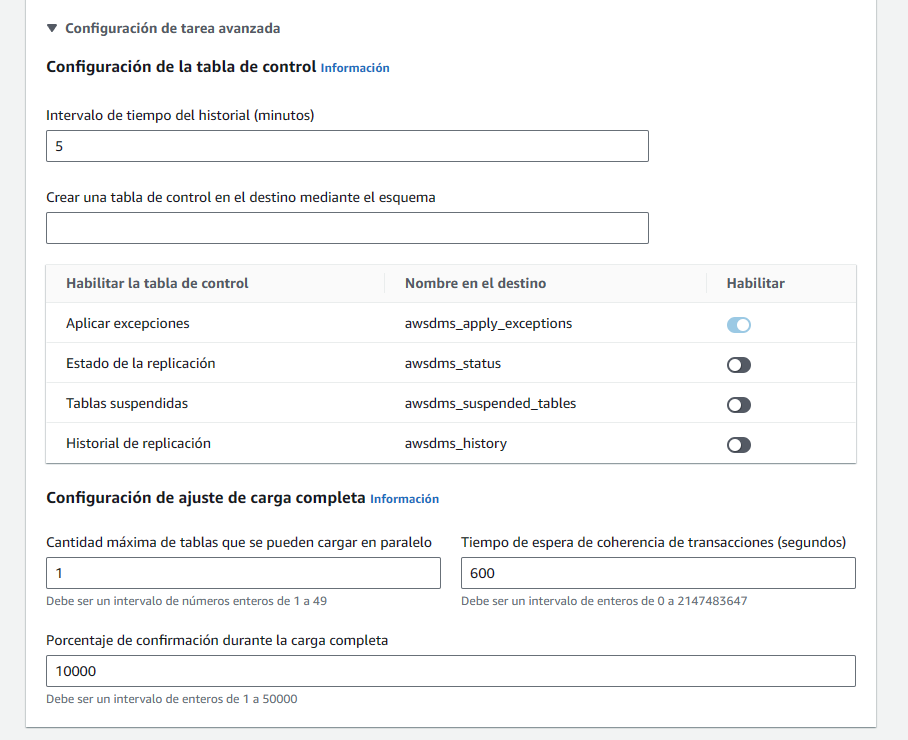 Configuración de tarea avanzada
Configuración de la tabla de control Información
Intervalo de tiempo del historial (minutos)
5
Crear una tabla de control en el destino mediante el esquema
Habilitar la tabla de control Nombre en el destino Habilitar
Aplicar excepciones awsdms_apply_exceptions
Estado de la replicación awsdms_status
Tablas suspendidas awsdms_suspended_tables
Historial de replicación awsdms_history
Configuración de ajuste de carga completa Información
Cantidad máxima de tablas que se pueden cargar en paralelo Tiempo de espera de coherencia de transacciones (segundos)
1 600
Debe ser un intervalo de números enteros de 1 a 49 Debe ser un intervalo de enteros de 0 a 2147483647
Porcentaje de confirmación durante la carga completa
10000
Debe ser un intervalo de enteros de 1 a 50000